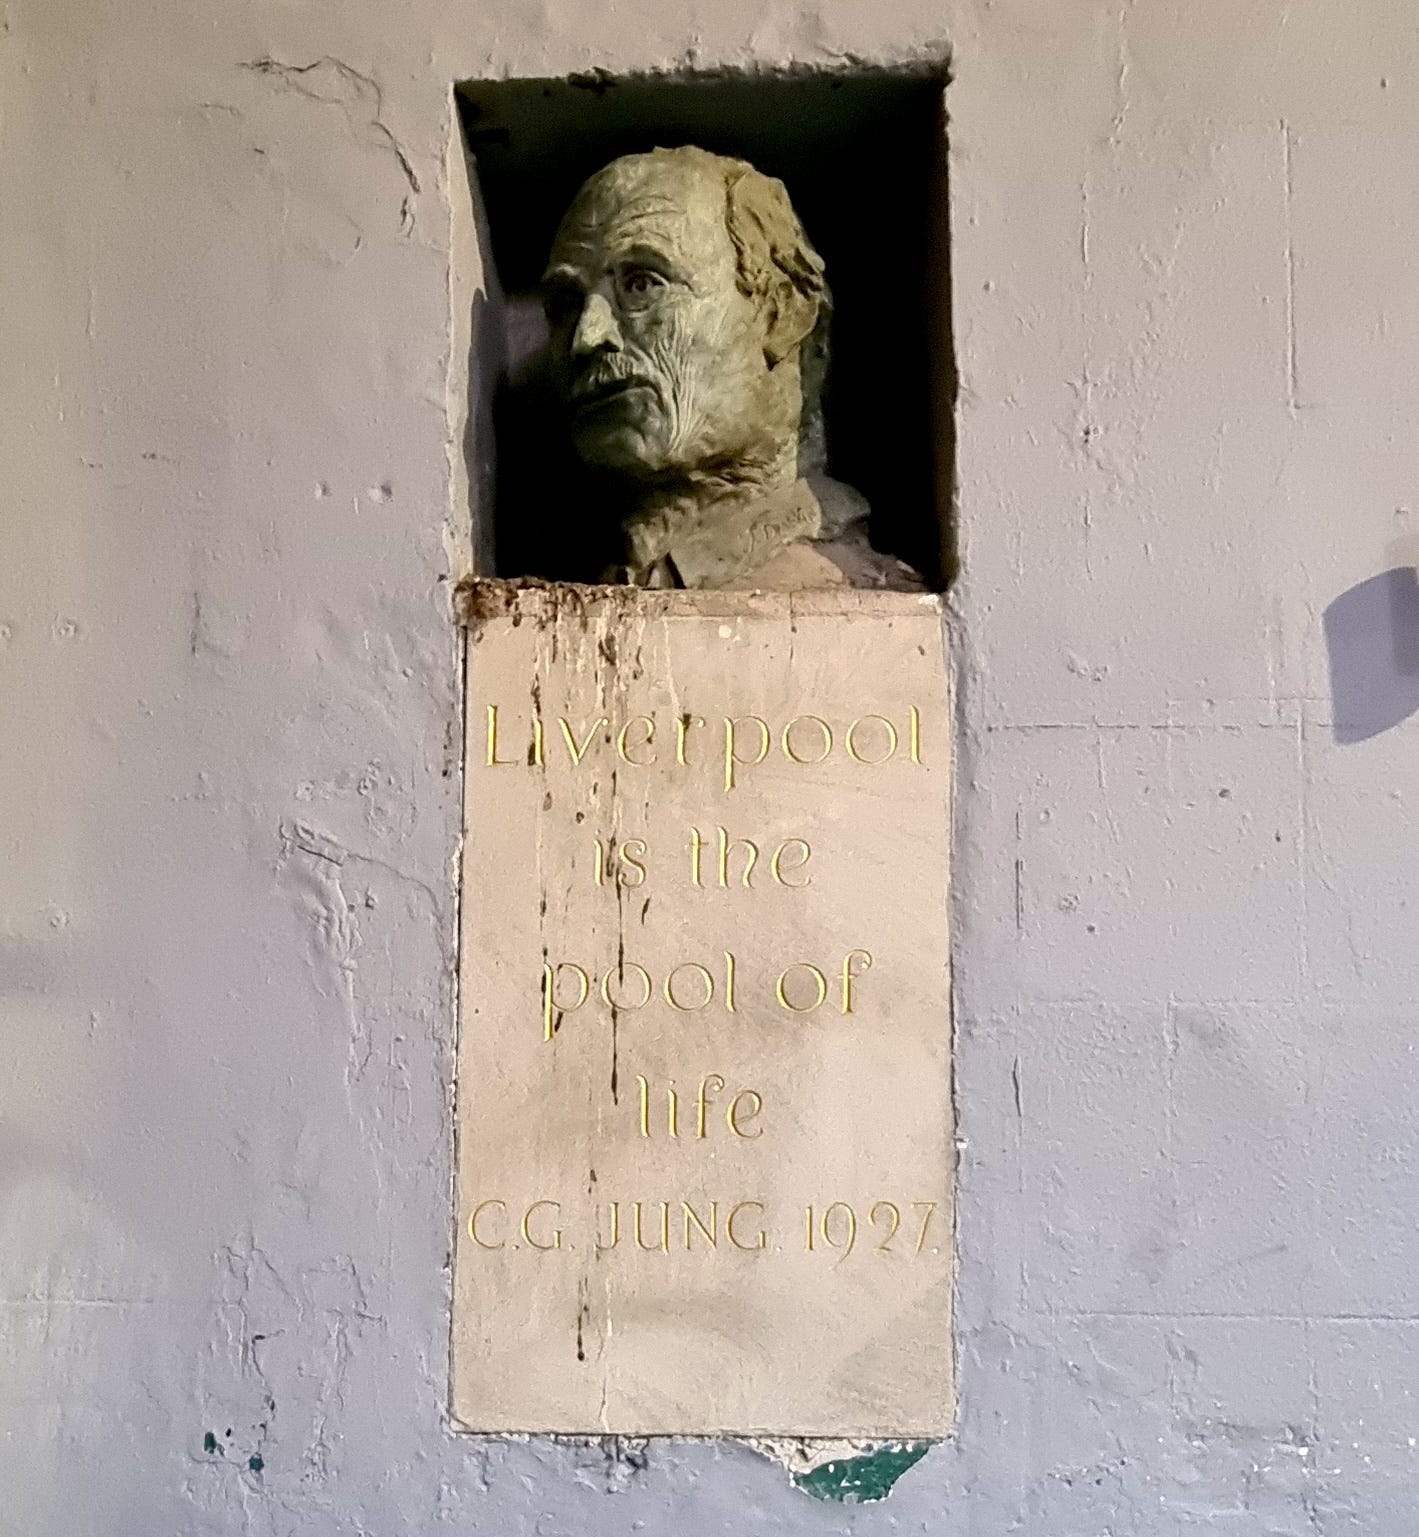 Liverpool
is the
pool of
life
C.G. JUNG. 1927.